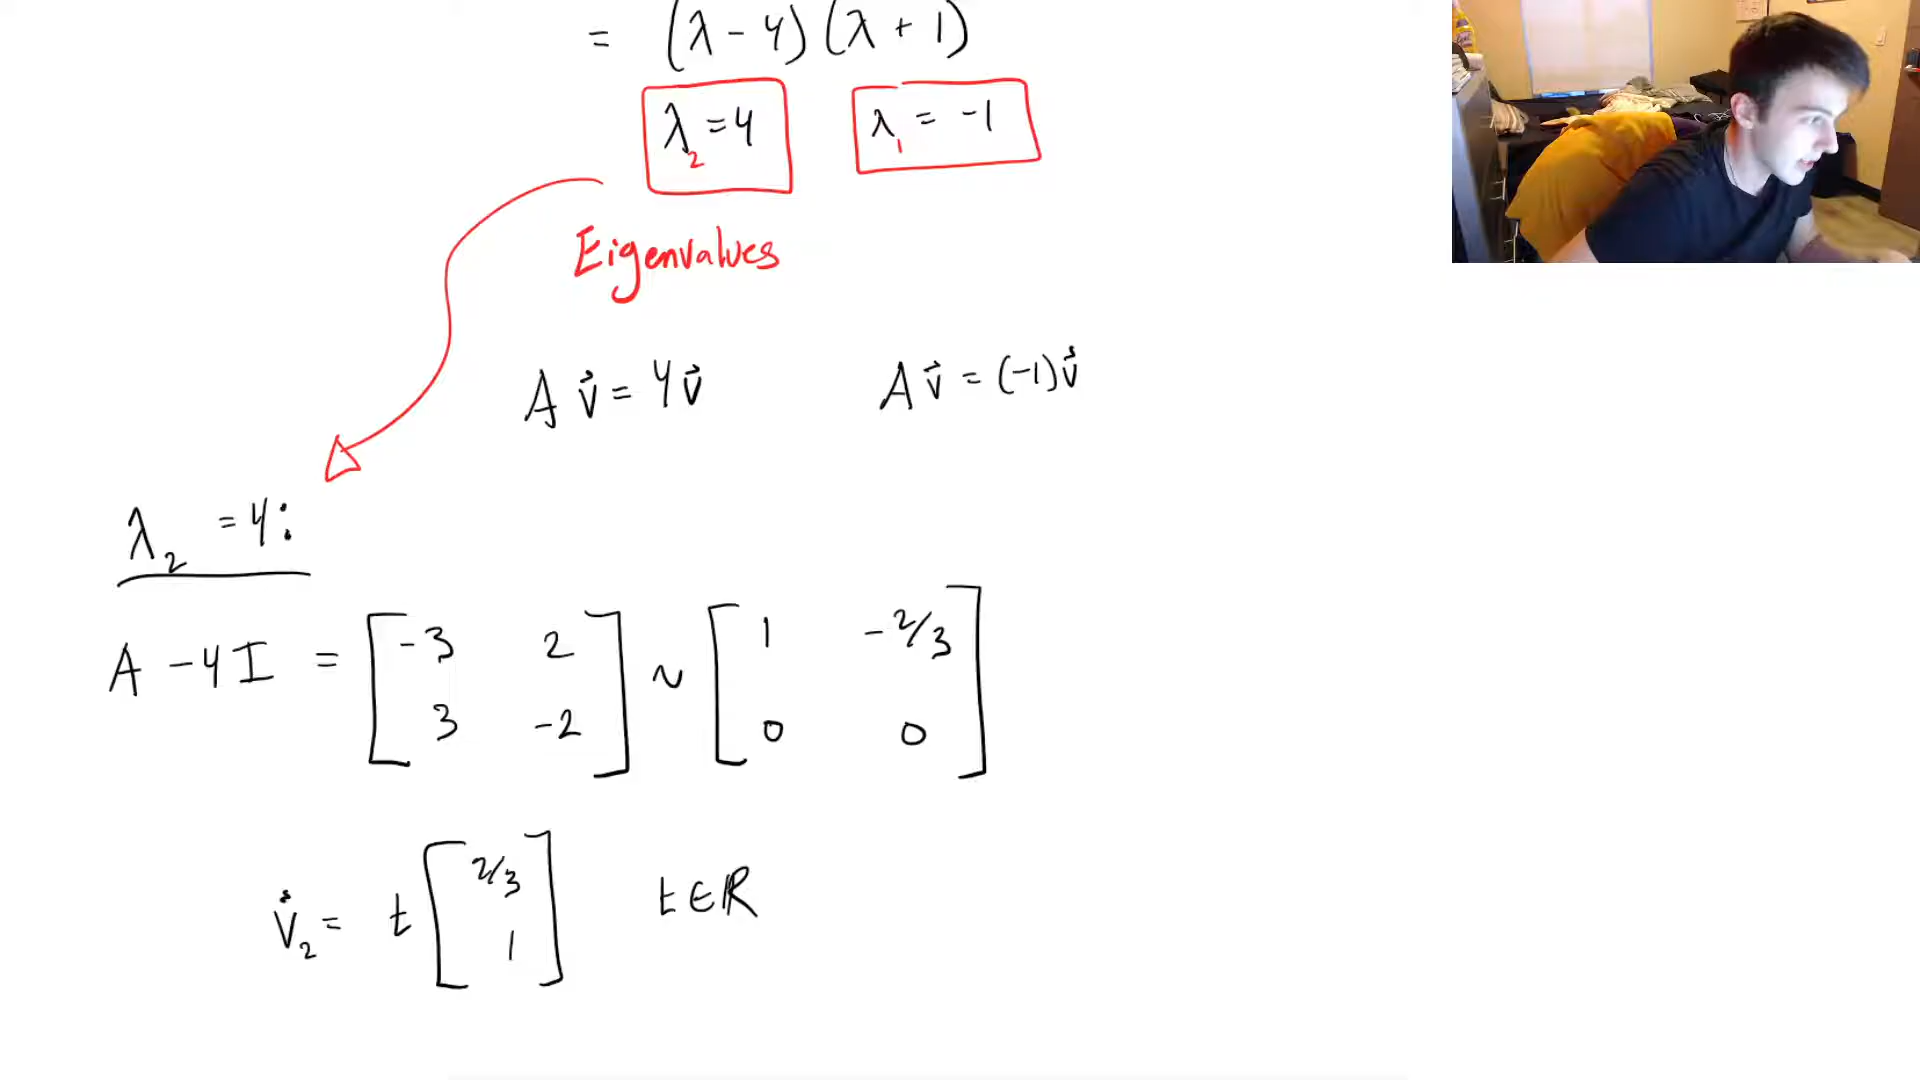 = (λ - 4) (λ + 1)
λ₂ = 4 λ₁ = -1
Eigenvalues
A v⃗ = 4 v⃗ A v⃗ = (-1) v⃗
λ₂ = 4:
A - 4I = [ -3 2 ; 3 -2 ] ~ [ 1 -2/3 ; 0 0 ]
v⃗₂ = t [ 2/3 ; 1 ] t ∈ ℝ